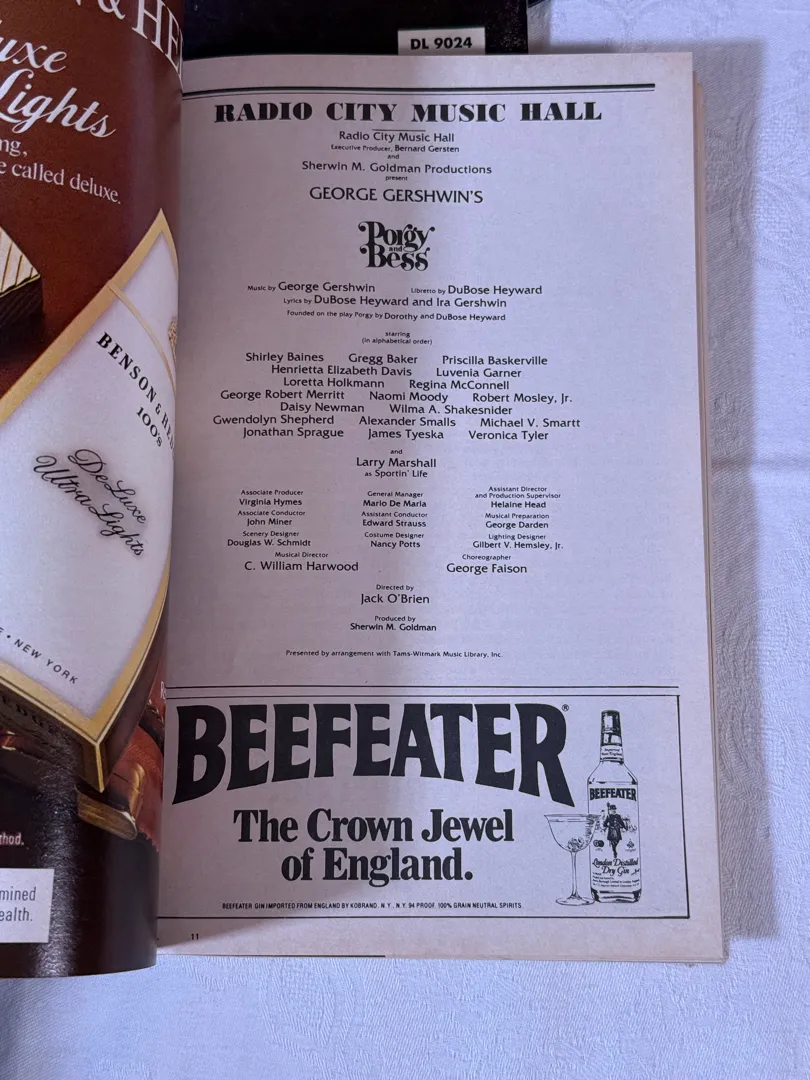 & HE
uxe
Lights
ng,
e called deluxe.
BENSON & HE
100's
DeLuxe
Ultra Lights
NEW YORK
thod.
mined
ealth.
DL 9024
RADIO CITY MUSIC HALL
Radio City Music Hall
Executive Producer, Bernard Gersten
and
Sherwin M. Goldman Productions
present
GEORGE GERSHWIN'S
Porgy
and
Bess
Music by George Gershwin Libretto by DuBose Heyward
Lyrics by DuBose Heyward and Ira Gershwin
Founded on the play Porgy by Dorothy and DuBose Heyward
starring
(in alphabetical order)
Shirley Baines Gregg Baker Priscilla Baskerville
Henrietta Elizabeth Davis Luvenia Garner
Loretta Holkmann Regina McConnell
George Robert Merritt Naomi Moody Robert Mosley, Jr.
Daisy Newman Wilma A. Shakesnider
Gwendolyn Shepherd Alexander Smalls Michael V. Smartt
Jonathan Sprague James Tyeska Veronica Tyler
and
Larry Marshall
as Sportin' Life
Associate Producer General Manager Assistant Director and Production Supervisor
Virginia Hymes Mario De Maria Helaine Head
Associate Conductor Assistant Conductor Musical Preparation
John Miner Edward Strauss George Darden
Scenery Designer Costume Designer Lighting Designer
Douglas W. Schmidt Nancy Potts Gilbert V. Hemsley, Jr.
Musical Director Choreographer
C. William Harwood George Faison
Directed by
Jack O'Brien
Produced by
Sherwin M. Goldman
Presented by arrangement with Tams-Witmark Music Library, Inc.
BEEFEATER®
The Crown Jewel
of England.
BEEFEATER
London Distilled
Dry Gin
BEEFEATER GIN IMPORTED FROM ENGLAND BY KOBRAND, N.Y., N.Y. 94 PROOF. 100% GRAIN NEUTRAL SPIRITS
11